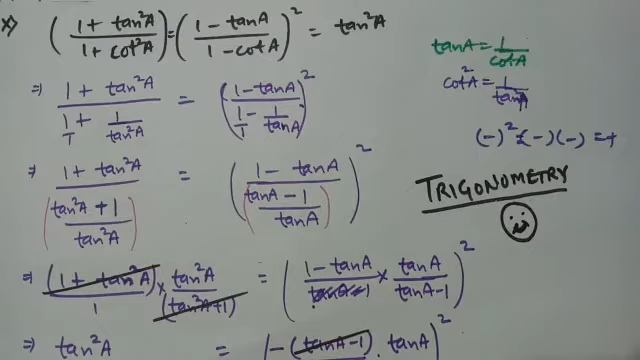 x) ( (1 + tan²A)/(1 + cot²A) ) = ( (1 - tanA)/(1 - cotA) )² = tan²A
tanA = 1/cotA
cot²A = 1/tan²A
⇒ (1 + tan²A)/(1/1 + 1/tan²A) = ( (1 - tanA)/(1/1 - 1/tanA) )²
(-)² = (-)(-) = +
⇒ (1 + tan²A)/( (tan²A + 1)/tan²A ) = ( (1 - tanA)/( (tanA - 1)/tanA ) )²
TRIGONOMETRY
⇒ (1 + tan²A)/1 × tan²A/(tan²A + 1) = ( (1 - tanA)/ × tanA/(tanA - 1) )²
⇒ tan²A = ( -(tanA - 1) . tanA )²